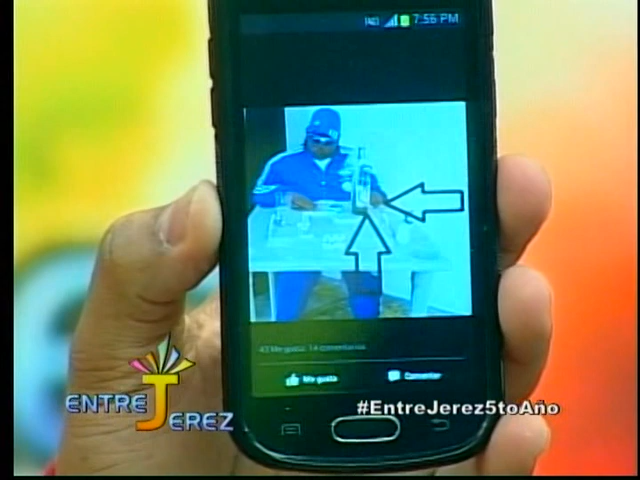 7:56 PM
43 Me gusta 14 comentarios
Me gusta
Comentar
ENTRE JEREZ
#EntreJerez5toAño